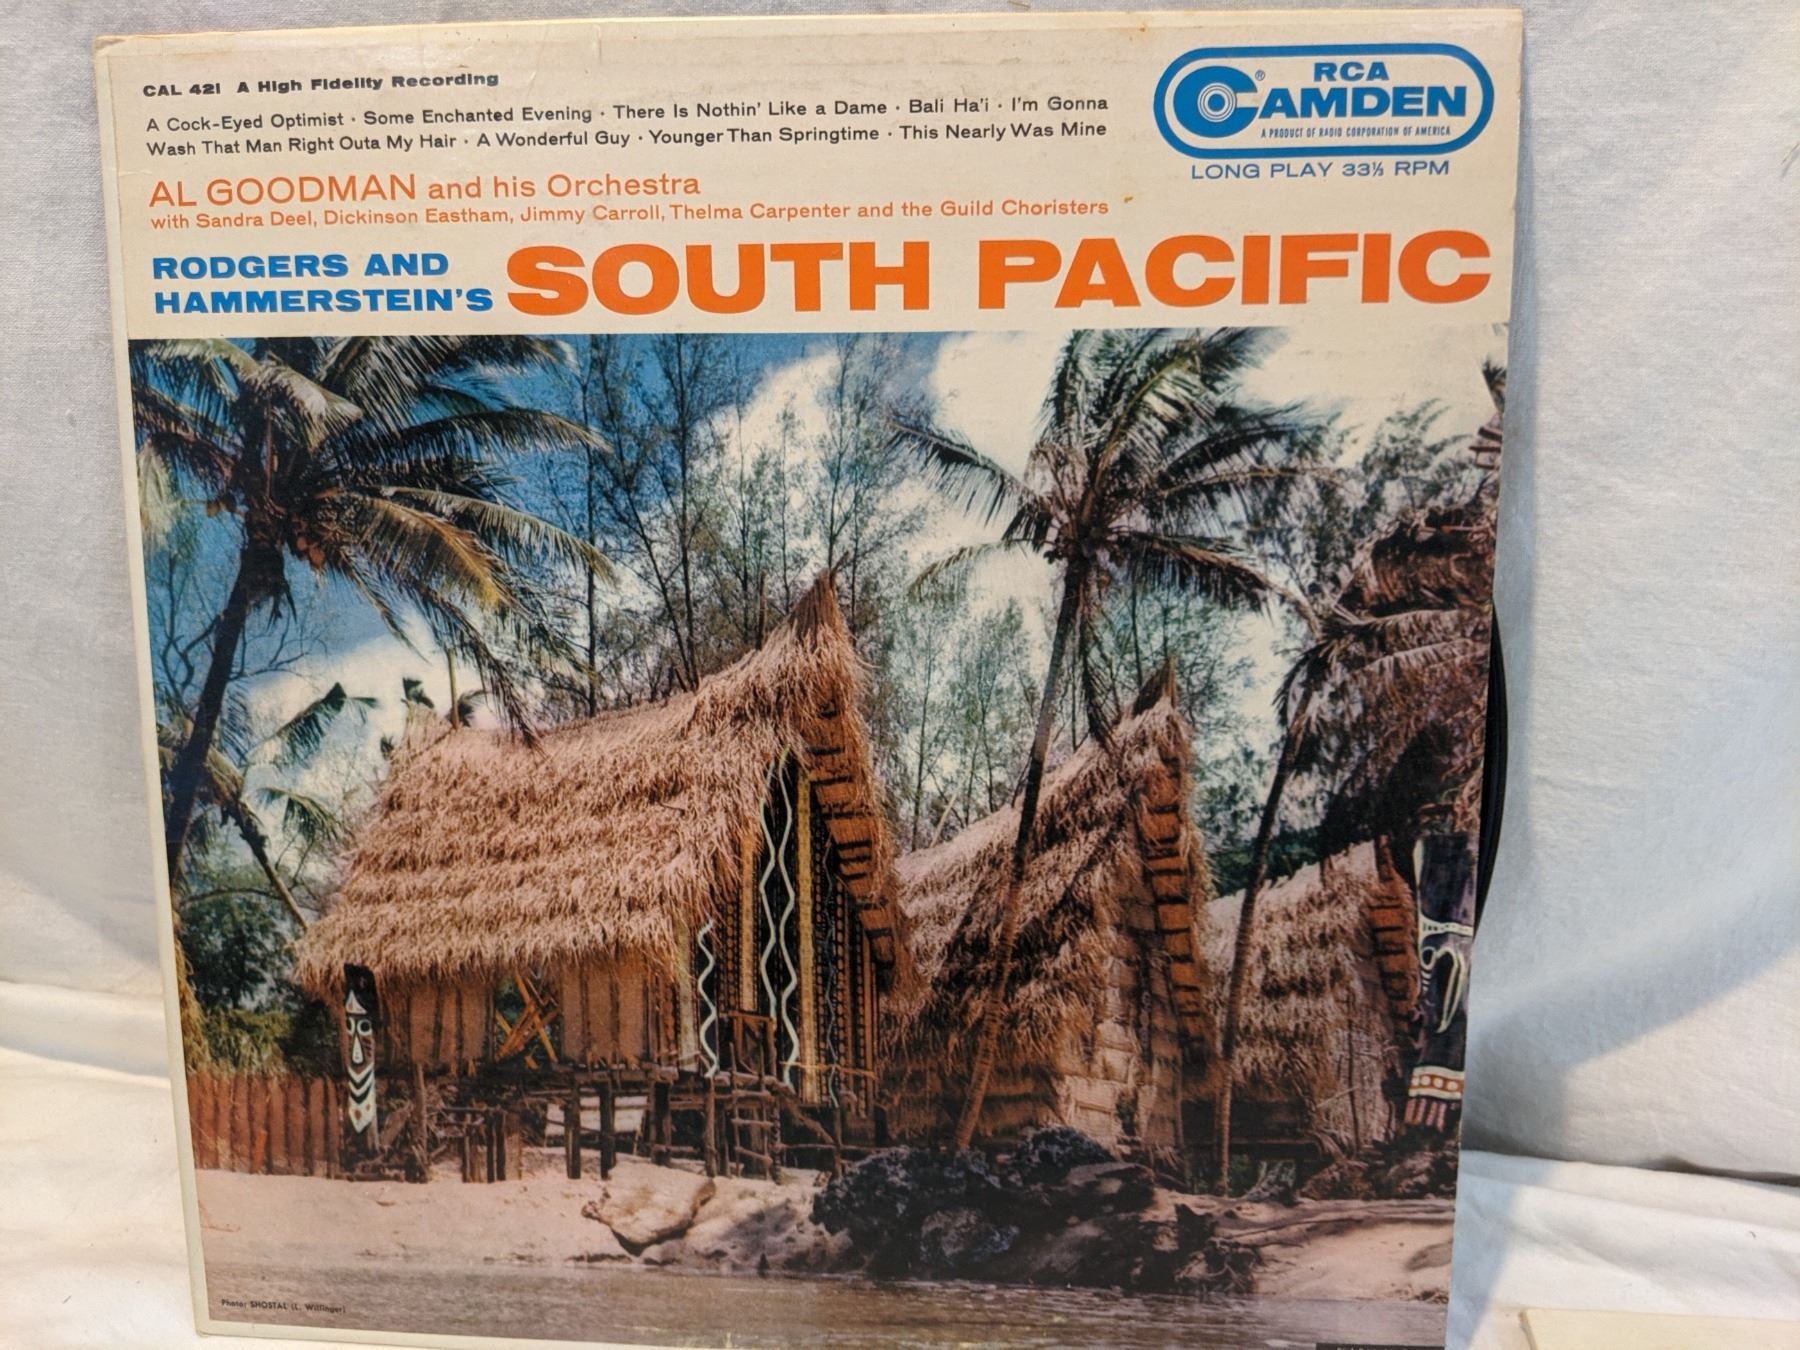 CAL 421 A High Fidelity Recording
A Cock-Eyed Optimist · Some Enchanted Evening · There Is Nothin' Like a Dame · Bali Ha'i · I'm Gonna
Wash That Man Right Outa My Hair · A Wonderful Guy · Younger Than Springtime · This Nearly Was Mine
AL GOODMAN and his Orchestra
with Sandra Deel, Dickinson Eastham, Jimmy Carroll, Thelma Carpenter and the Guild Choristers
RCA
CAMDEN®
A PRODUCT OF RADIO CORPORATION OF AMERICA
LONG PLAY 33⅓ RPM
RODGERS AND
HAMMERSTEIN'S SOUTH PACIFIC
Photo: SHOSTAL (L. Willinger)